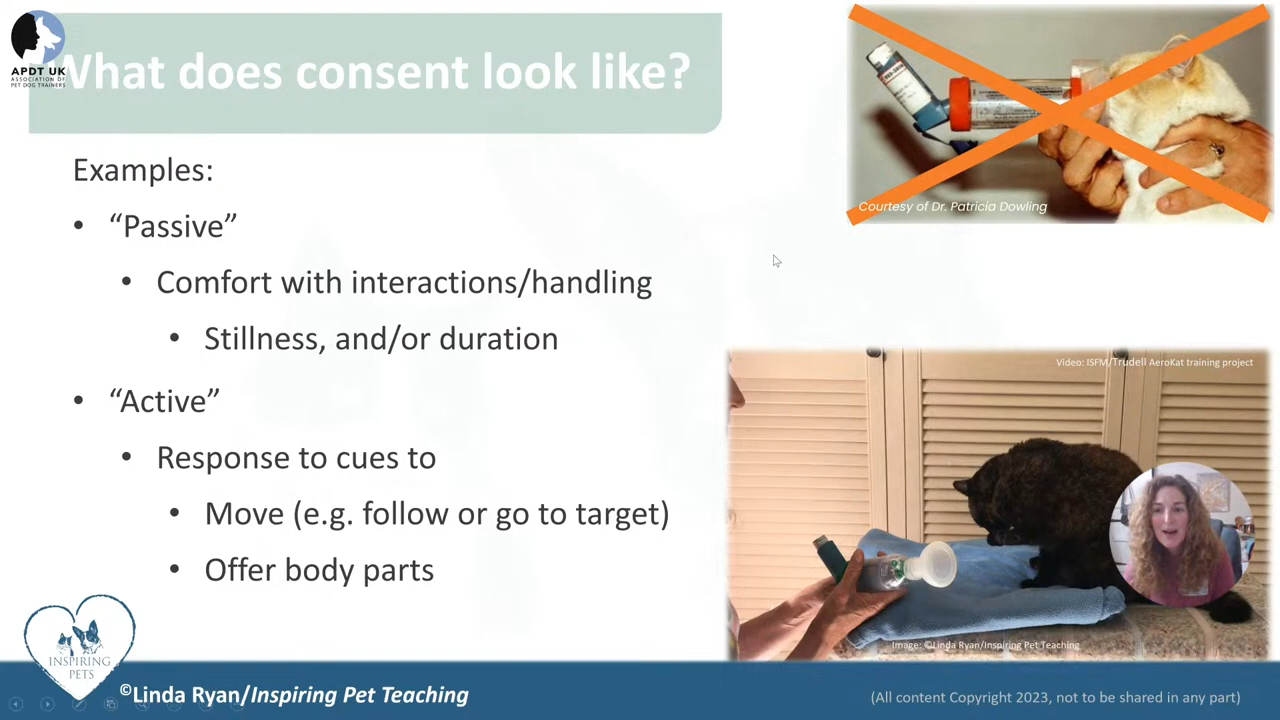 APDT UK
ASSOCIATION OF
PET DOG TRAINERS
What does consent look like?
Courtesy of Dr. Patricia Dowling
Examples:
• “Passive”
• Comfort with interactions/handling
• Stillness, and/or duration
• “Active”
• Response to cues to
• Move (e.g. follow or go to target)
• Offer body parts
Video: ISFM/Trudell AeroKat training project
Image: ©Linda Ryan/Inspiring Pet Teaching
INSPIRING
PETS
©Linda Ryan/Inspiring Pet Teaching
(All content Copyright 2023, not to be shared in any part)